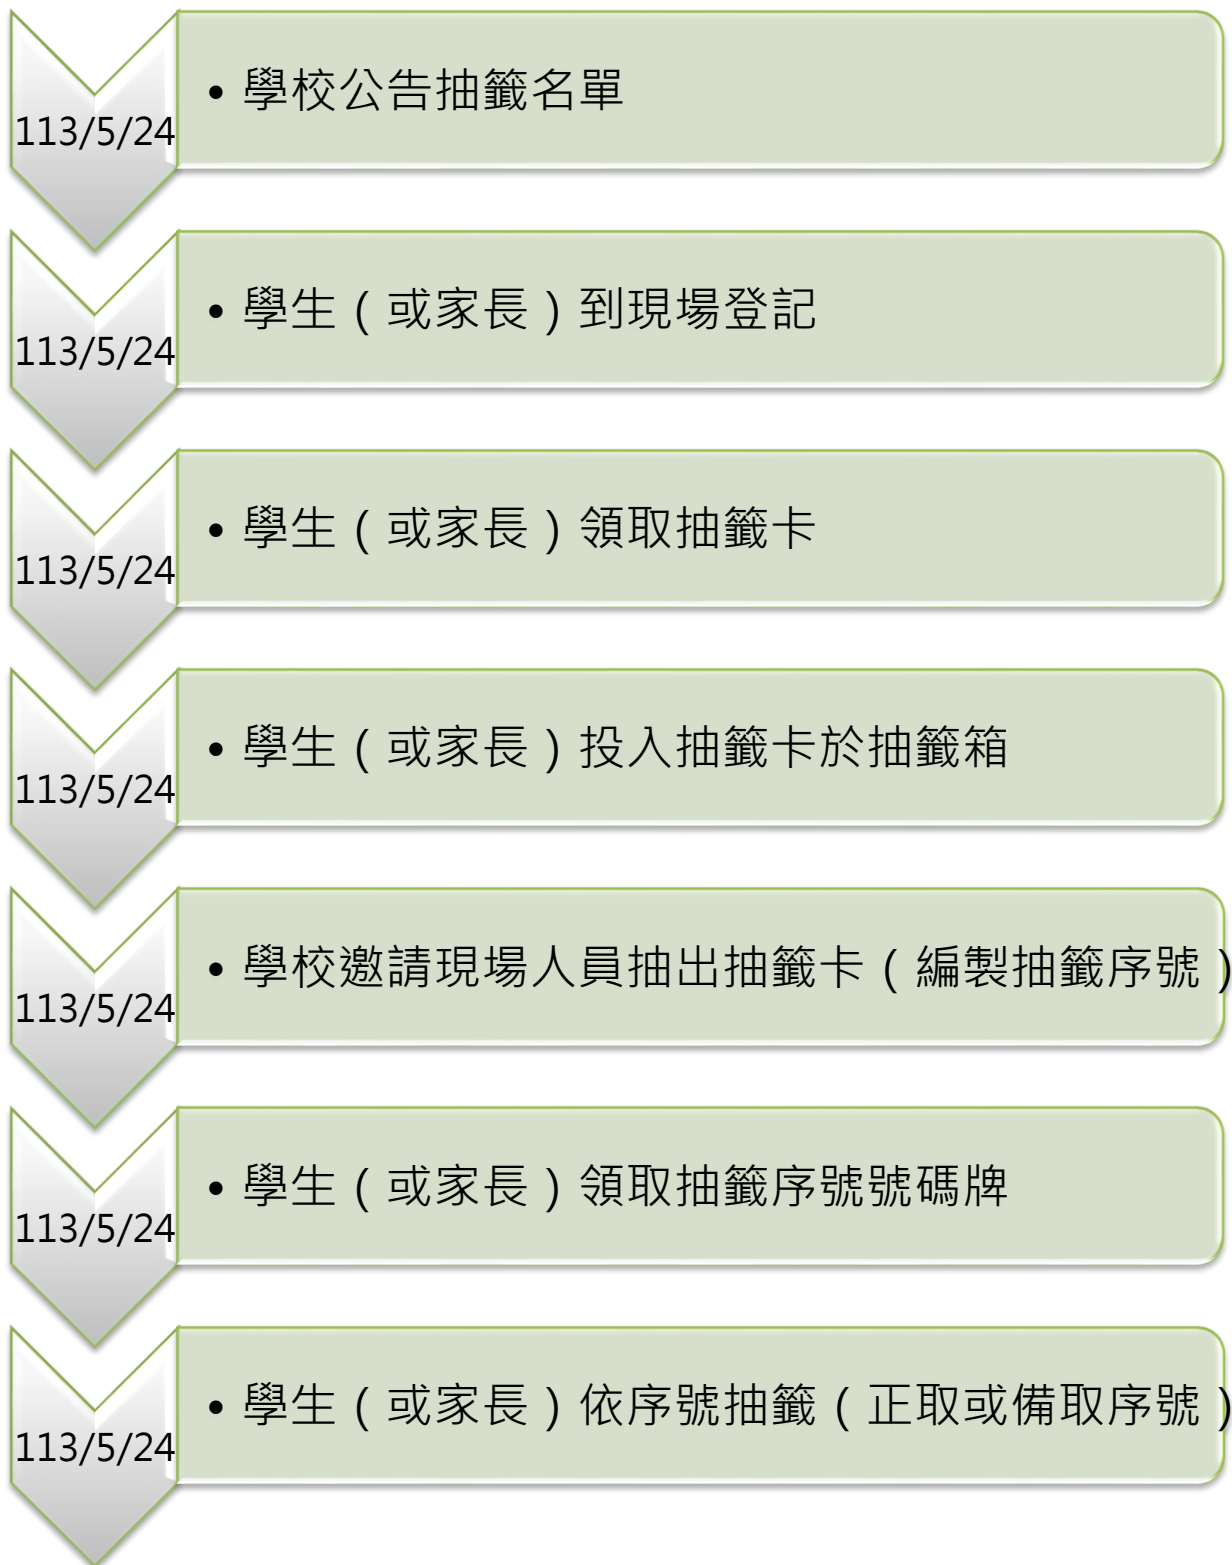 113/5/24
• 學校公告抽籤名單
113/5/24
• 學生(或家長)到現場登記
113/5/24
• 學生(或家長)領取抽籤卡
113/5/24
• 學生(或家長)投入抽籤卡於抽籤箱
113/5/24
• 學校邀請現場人員抽出抽籤卡(編製抽籤序號)
113/5/24
• 學生(或家長)領取抽籤序號號碼牌
113/5/24
• 學生(或家長)依序號抽籤(正取或備取序號)